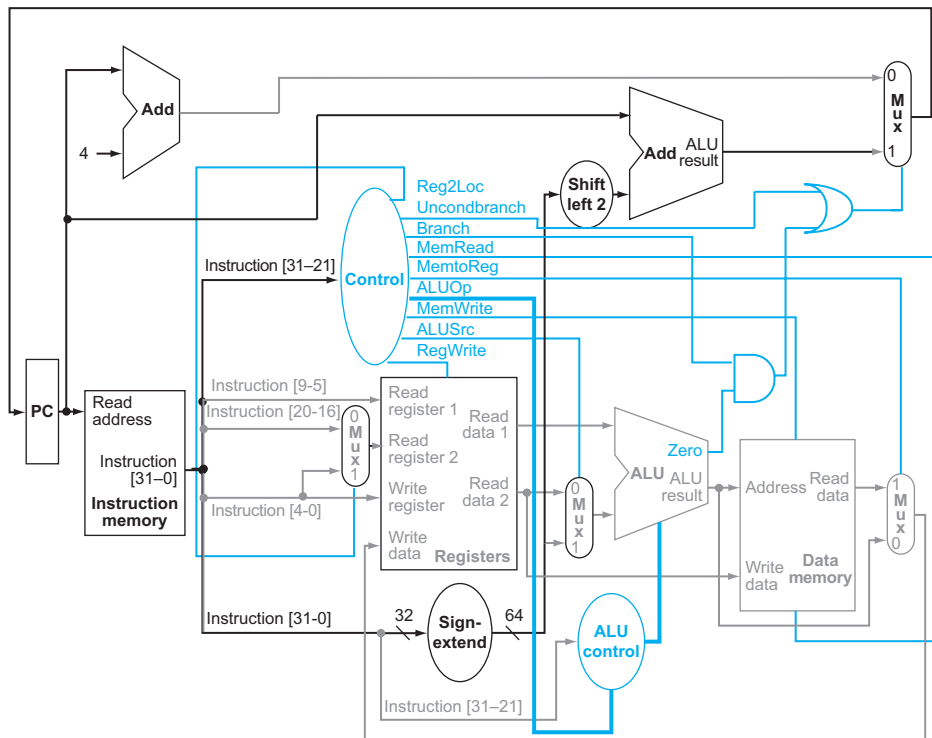 Add
4
0
Mux
1
Add
ALU
result
Shift
left 2
Reg2Loc
Uncondbranch
Branch
MemRead
MemtoReg
ALUOp
MemWrite
ALUSrc
RegWrite
Instruction [31–21]
Control
PC
Read
address
Instruction
[31–0]
Instruction
memory
Instruction [9-5]
Instruction [20-16]
Instruction [4-0]
0
Mux
1
Read
register 1
Read
register 2
Write
register
Write
data
Read
data 1
Read
data 2
Registers
0
Mux
1
Zero
ALU
ALU
result
Address
Read
data
Write
data
Data
memory
1
Mux
0
Instruction [31-0]
32
Sign-
extend
64
ALU
control
Instruction [31–21]